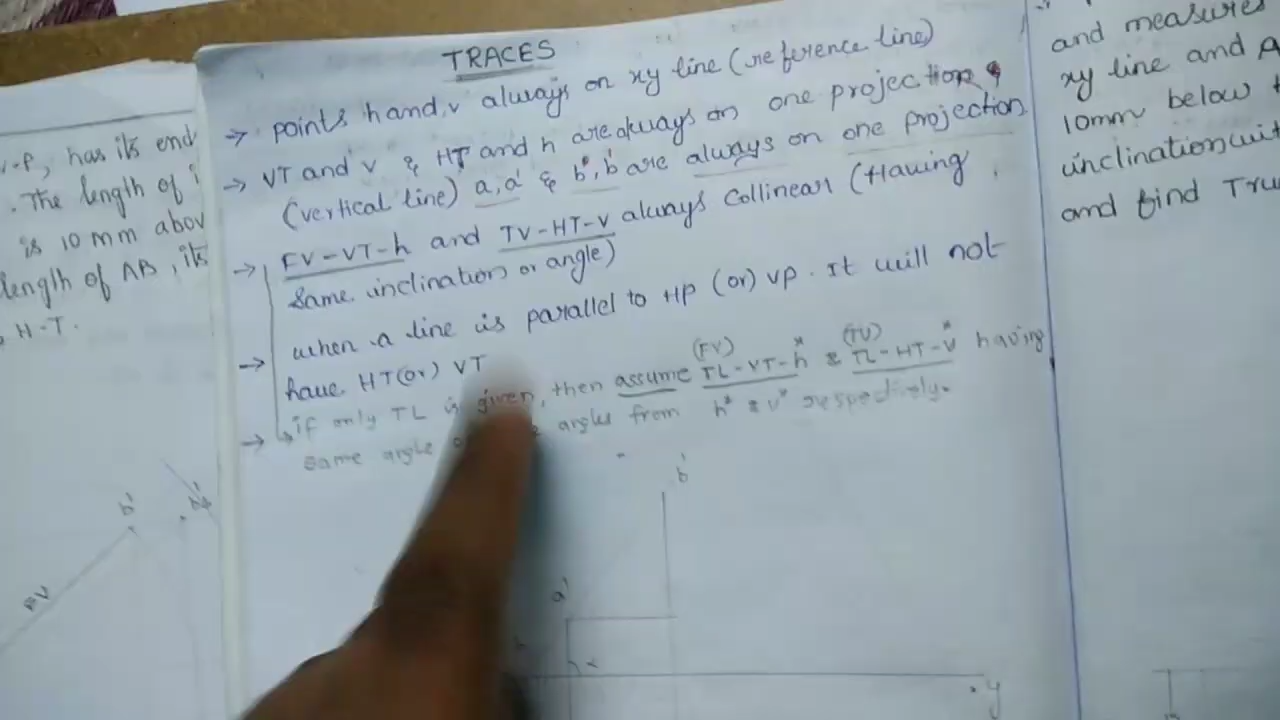 TRACES
→ points h and, v always on xy line (reference line)
→ VT and v & HT and h are always on one projection
(vertical line) a, a' & b', b are always on one projection
→ FV-VT-h and TV-HT-V always Collinear (Having
same inclination or angle)
→ when a line is parallel to HP (or) VP. It will not
have HT (or) VT
(FV) (TV)
→ if only TL is given, then assume TL-VT-h* & TL-HT-V* having
same angle angles from h* & v* respectively.
V.P, has its end
. The length of
is 10 mm abov
length of AB, its
H.T.
b'
FV
b'
a'
b'
y
and measures
xy line and A
10mm below
inclination wit
and find Tru